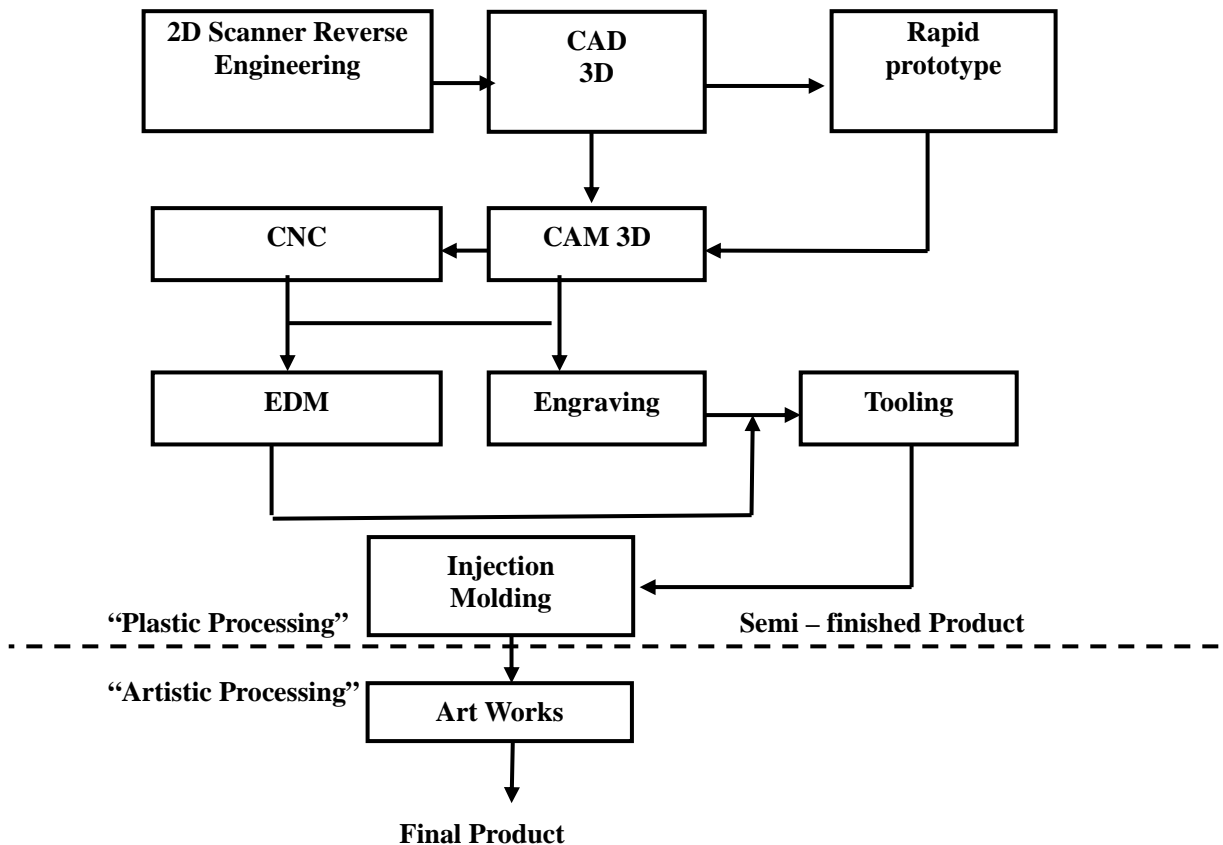 2D Scanner Reverse
Engineering
CAD
3D
Rapid
prototype
CNC
CAM 3D
EDM
Engraving
Tooling
Injection
Molding
“Plastic Processing”
Semi – finished Product
“Artistic Processing”
Art Works
Final Product